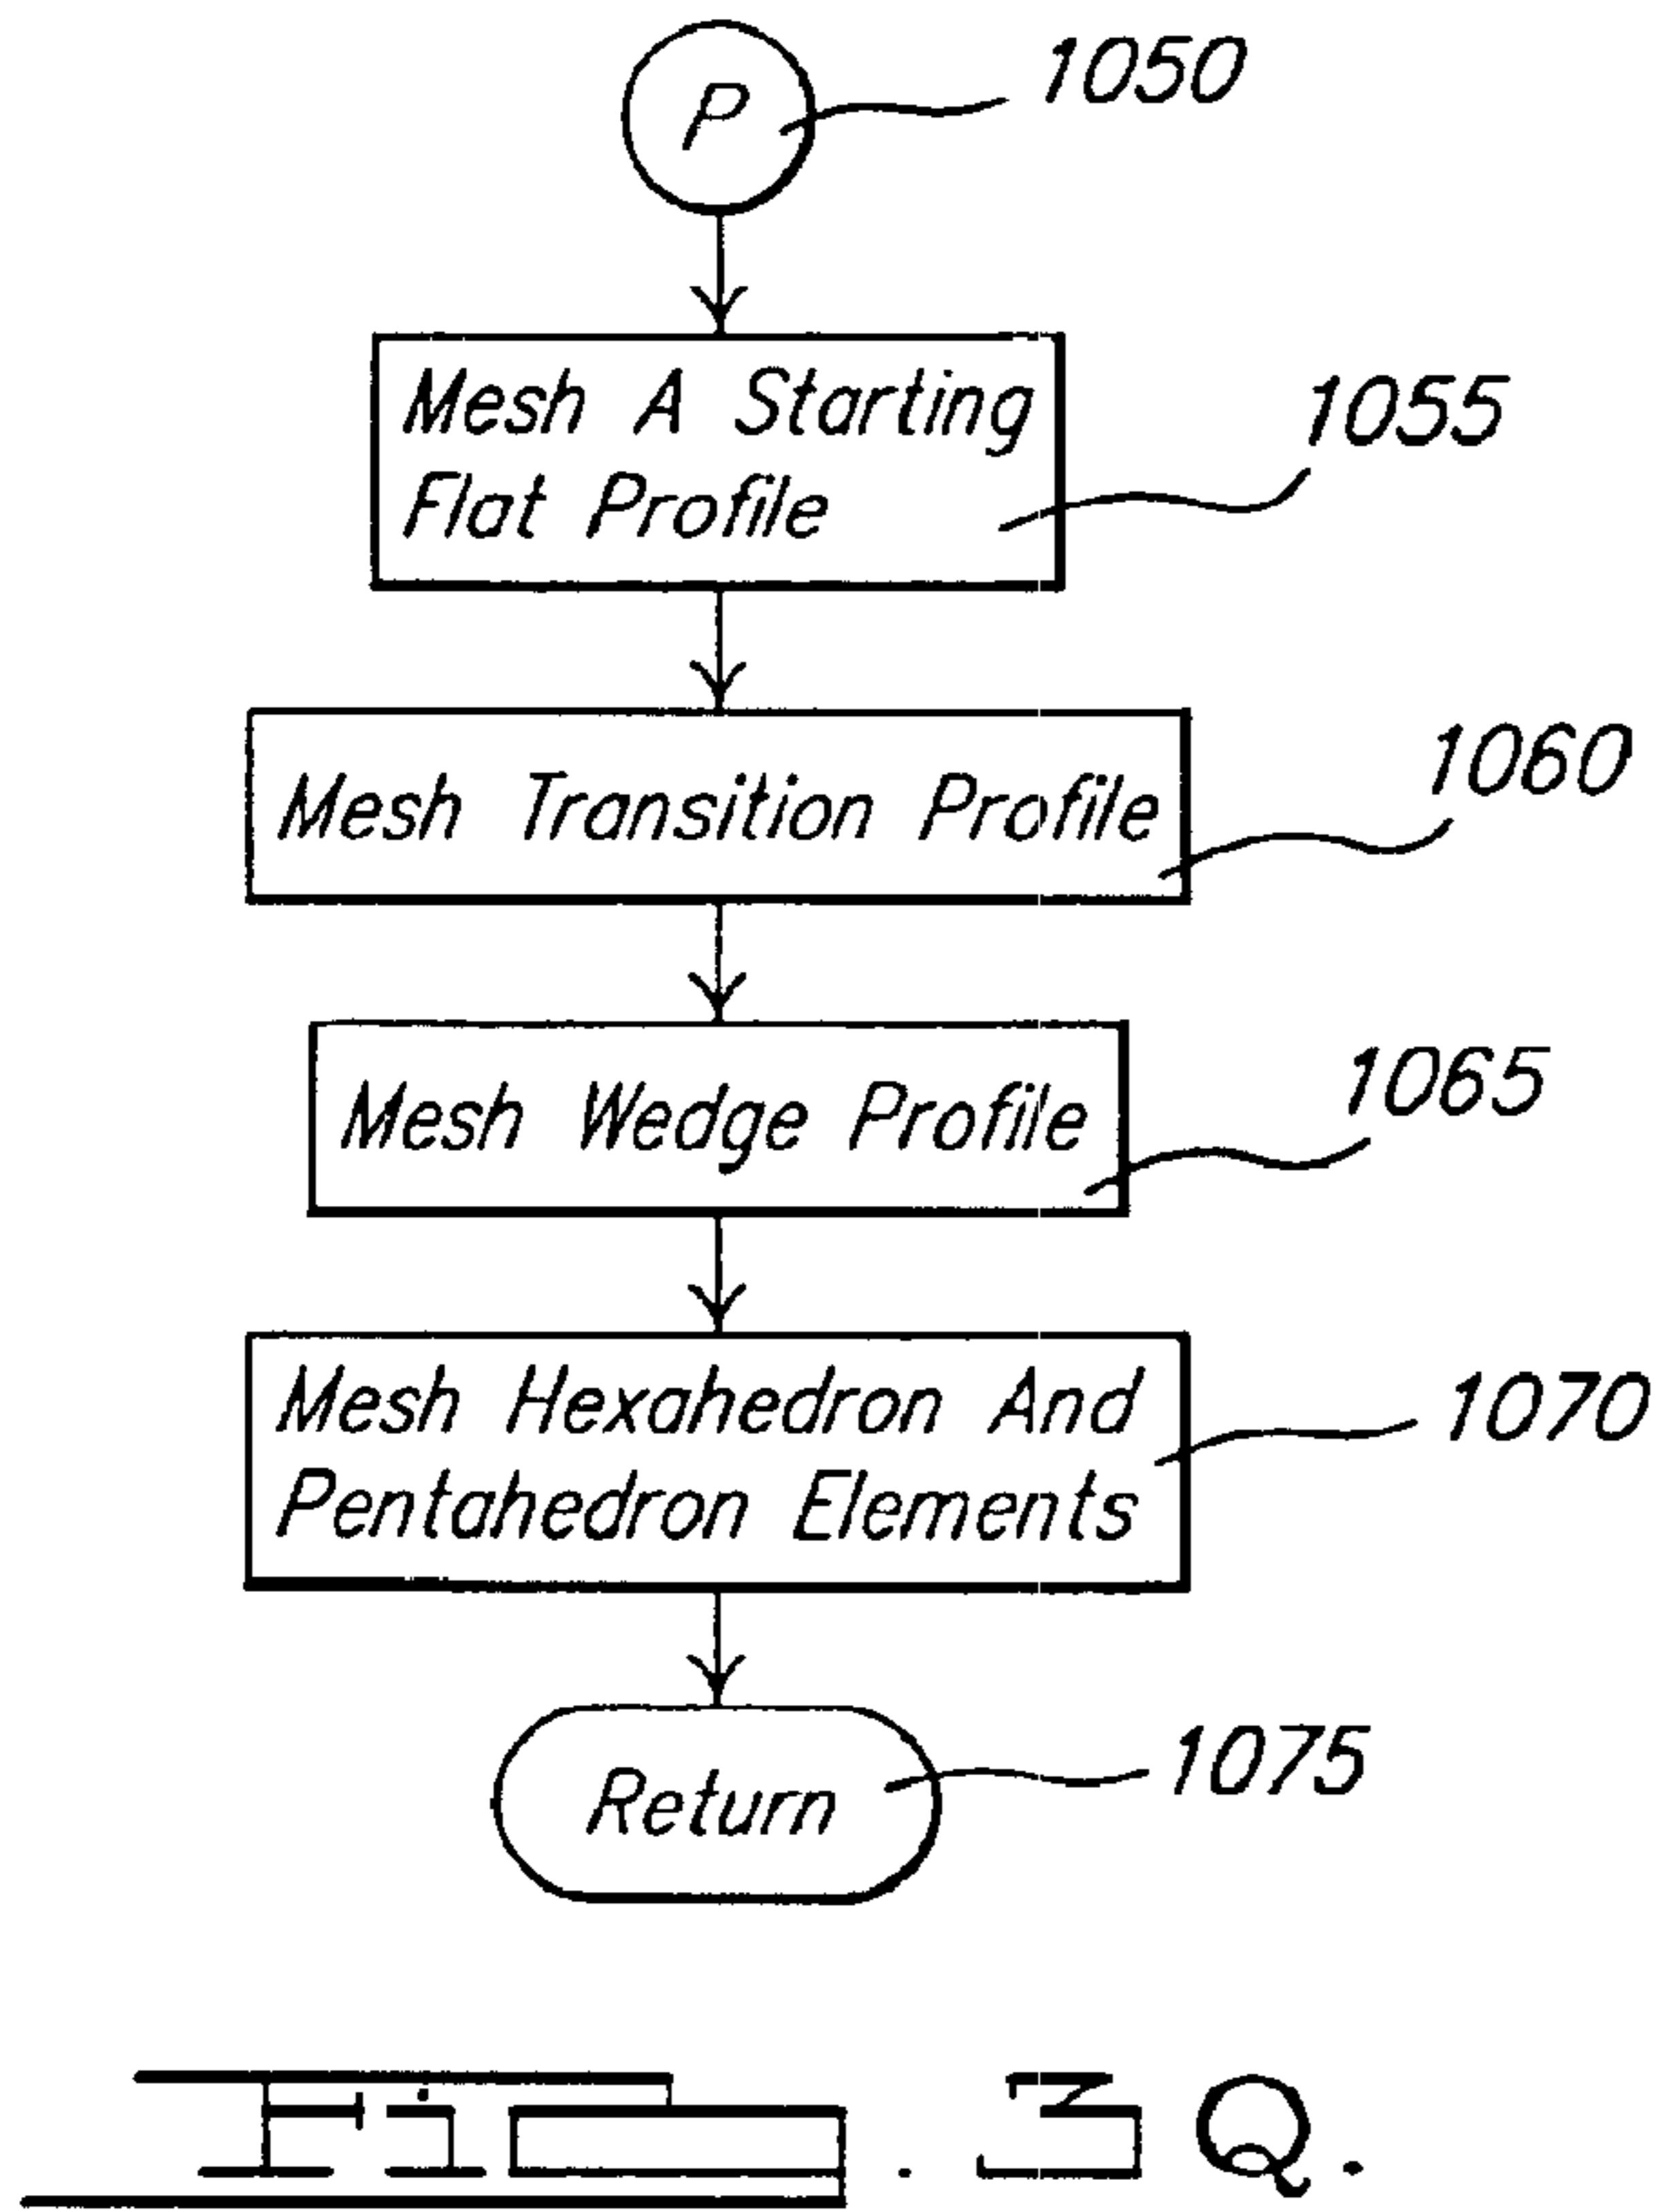 P
1050
Mesh A Starting
Flat Profile
1055
Mesh Transition Profile
1060
Mesh Wedge Profile
1065
Mesh Hexahedron And
Pentahedron Elements
1070
Return
1075
Fig. 3Q.